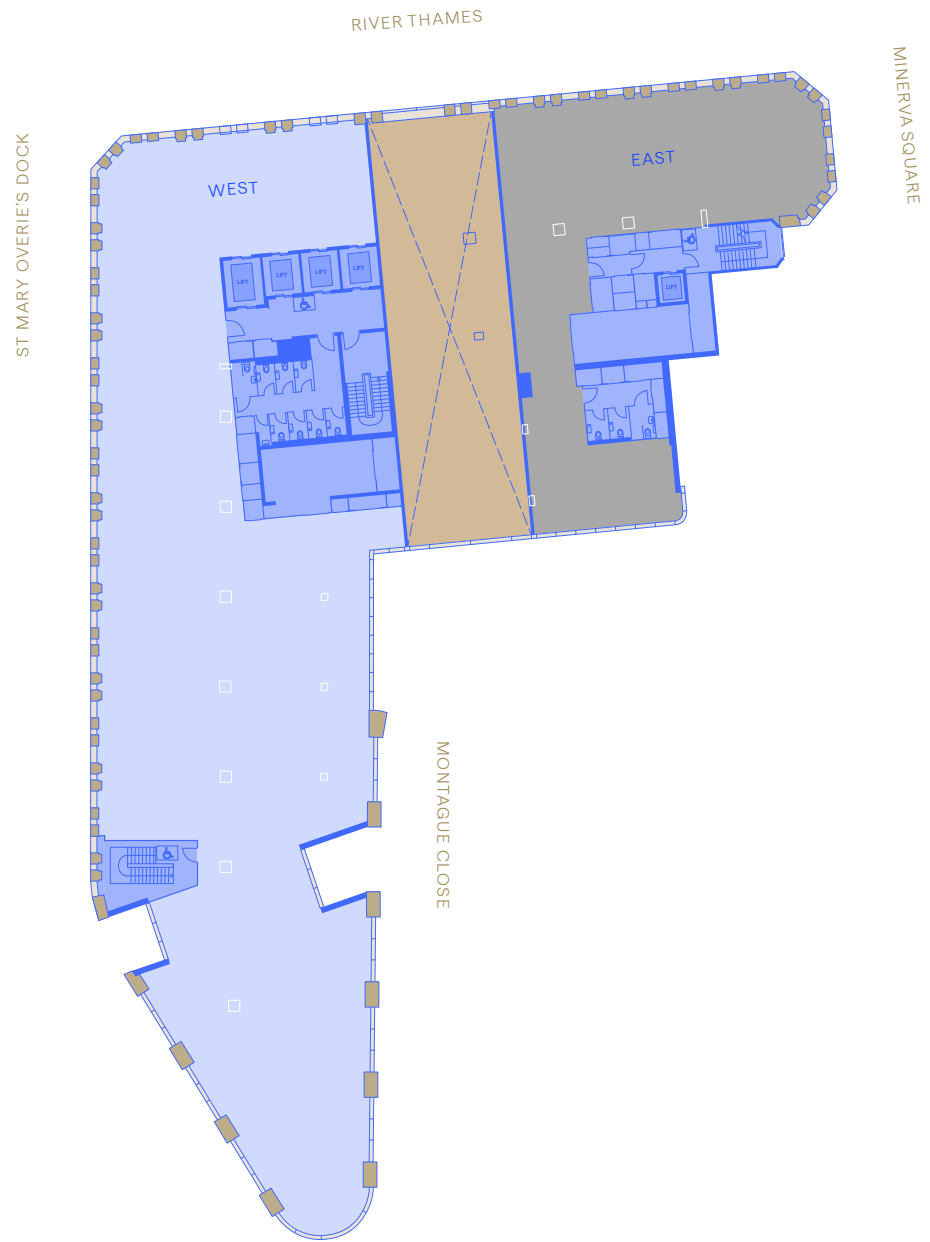 RIVER THAMES
MINERVA SQUARE
ST MARY OVERIE'S DOCK
EAST
WEST
LIFT
LIFT
LIFT
LIFT
LIFT
MONTAGUE CLOSE